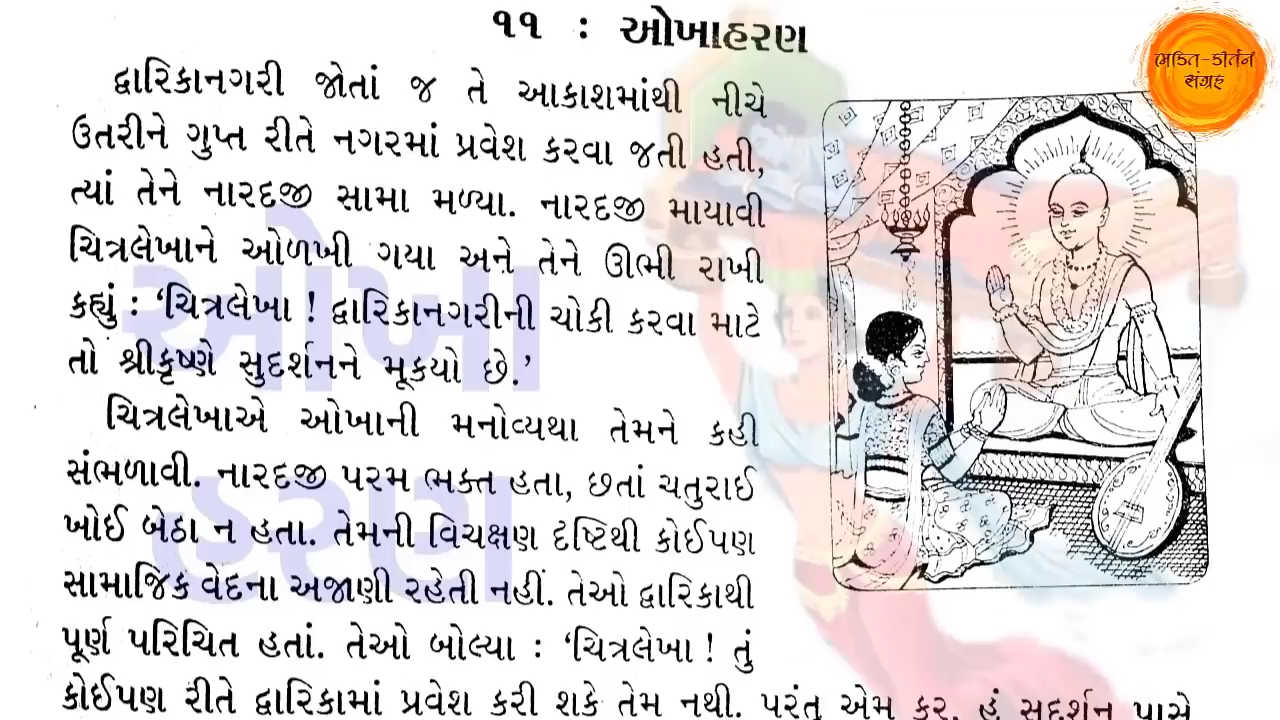 ૧૧ : ઓખાહરણ
ભક્તિ-કીર્તન
સંગ્રહ
દ્વારિકાનગરી જોતાં જ તે આકાશમાંથી નીચે
ઉતરીને ગુપ્ત રીતે નગરમાં પ્રવેશ કરવા જતી હતી,
ત્યાં તેને નારદજી સામા મળ્યા. નારદજી માયાવી
ચિત્રલેખાને ઓળખી ગયા અને તેને ઊભી રાખી
કહ્યું : ‘ચિત્રલેખા ! દ્વારિકાનગરીની ચોકી કરવા માટે
તો શ્રીકૃષ્ણે સુદર્શનને મૂકયો છે.’
ચિત્રલેખાએ ઓખાની મનોવ્યથા તેમને કહી
સંભળાવી. નારદજી પરમ ભક્ત હતા, છતાં ચતુરાઈ
ખોઈ બેઠા ન હતા. તેમની વિચક્ષણ દૃષ્ટિથી કોઈપણ
સામાજિક વેદના અજાણી રહેતી નહીં. તેઓ દ્વારિકાથી
પૂર્ણ પરિચિત હતાં. તેઓ બોલ્યા : ‘ચિત્રલેખા ! તું
કોઈપણ રીતે દ્વારિકામાં પ્રવેશ કરી શકે તેમ નથી. પરંતુ એમ કર, હું સુદર્શન પાસે
ઓખા
હરણ